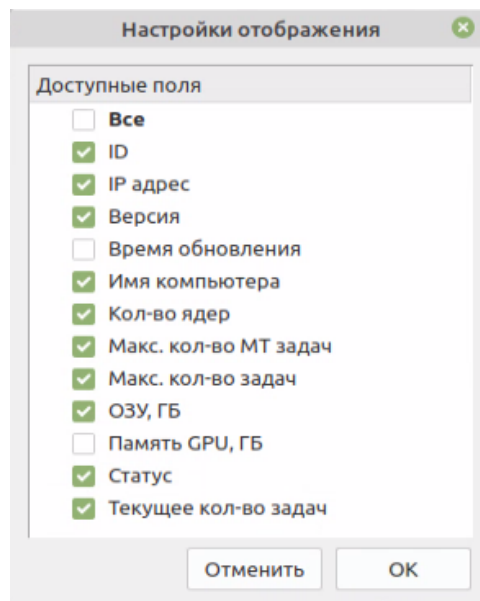 Настройки отображения
Доступные поля
Все
ID
IP адрес
Версия
Время обновления
Имя компьютера
Кол-во ядер
Макс. кол-во МТ задач
Макс. кол-во задач
ОЗУ, ГБ
Память GPU, ГБ
Статус
Текущее кол-во задач
Отменить
OK